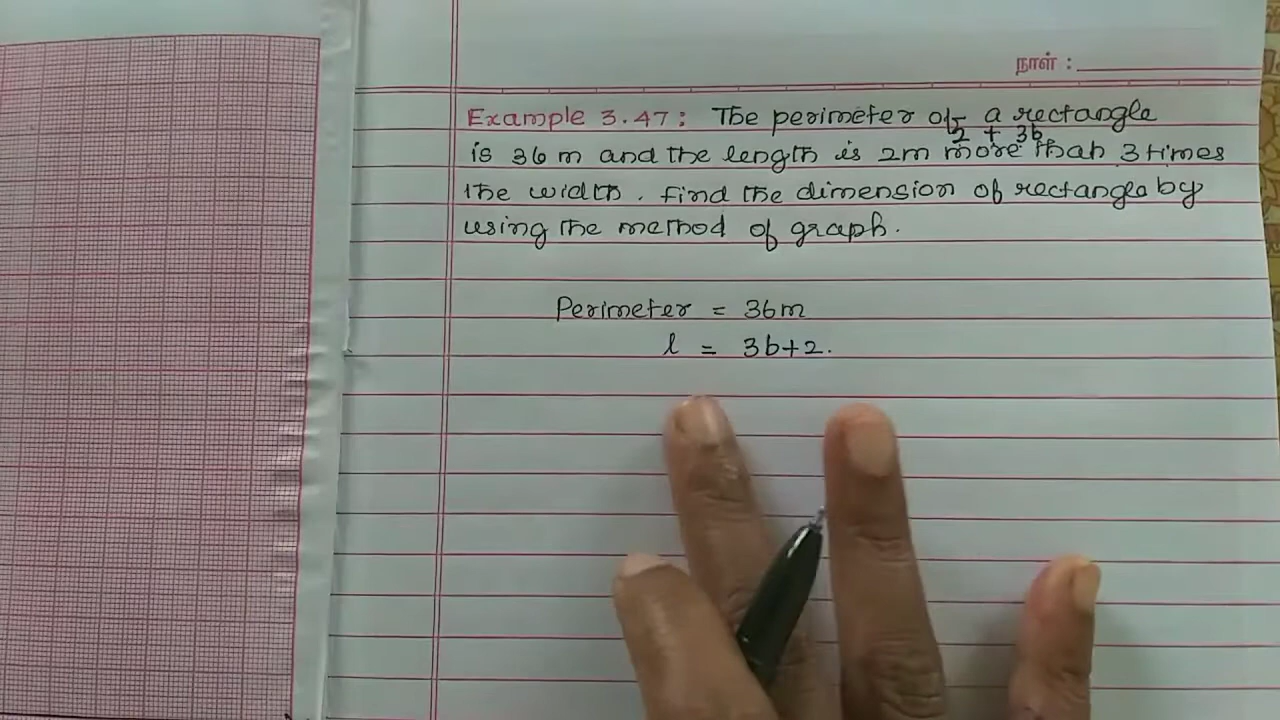 நாள் :
Example 3.47: The perimeter of a rectangle
2 + 3b
is 36m and the length is 2m more than 3 times
the width. Find the dimension of rectangle by
using the method of graph.
Perimeter = 36m
l = 3b+2.